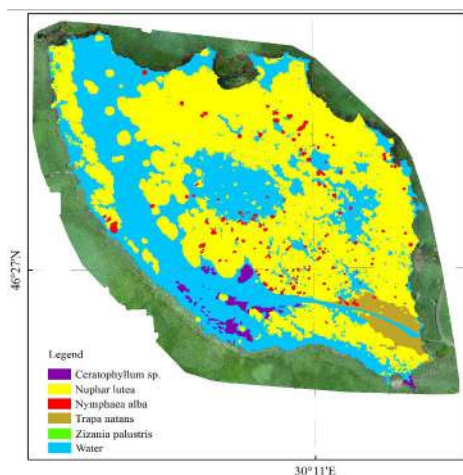 46°27'N
Legend
Ceratophyllum sp.
Nuphar lutea
Nymphaea alba
Trapa natans
Zizania palustris
Water
30°11'E